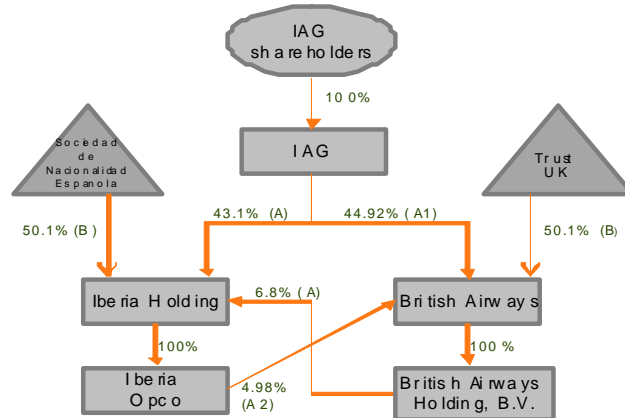 IAG
shareholders
100%
IAG
Sociedad
de
Nacionalidad
Espanola
Trust
UK
43.1% (A)
44.92% (A1)
50.1% (B)
50.1% (B)
Iberia Holding
6.8% (A)
British Airways
100%
100 %
Iberia
Opco
4.98%
(A2)
British Airways
Holding, B.V.